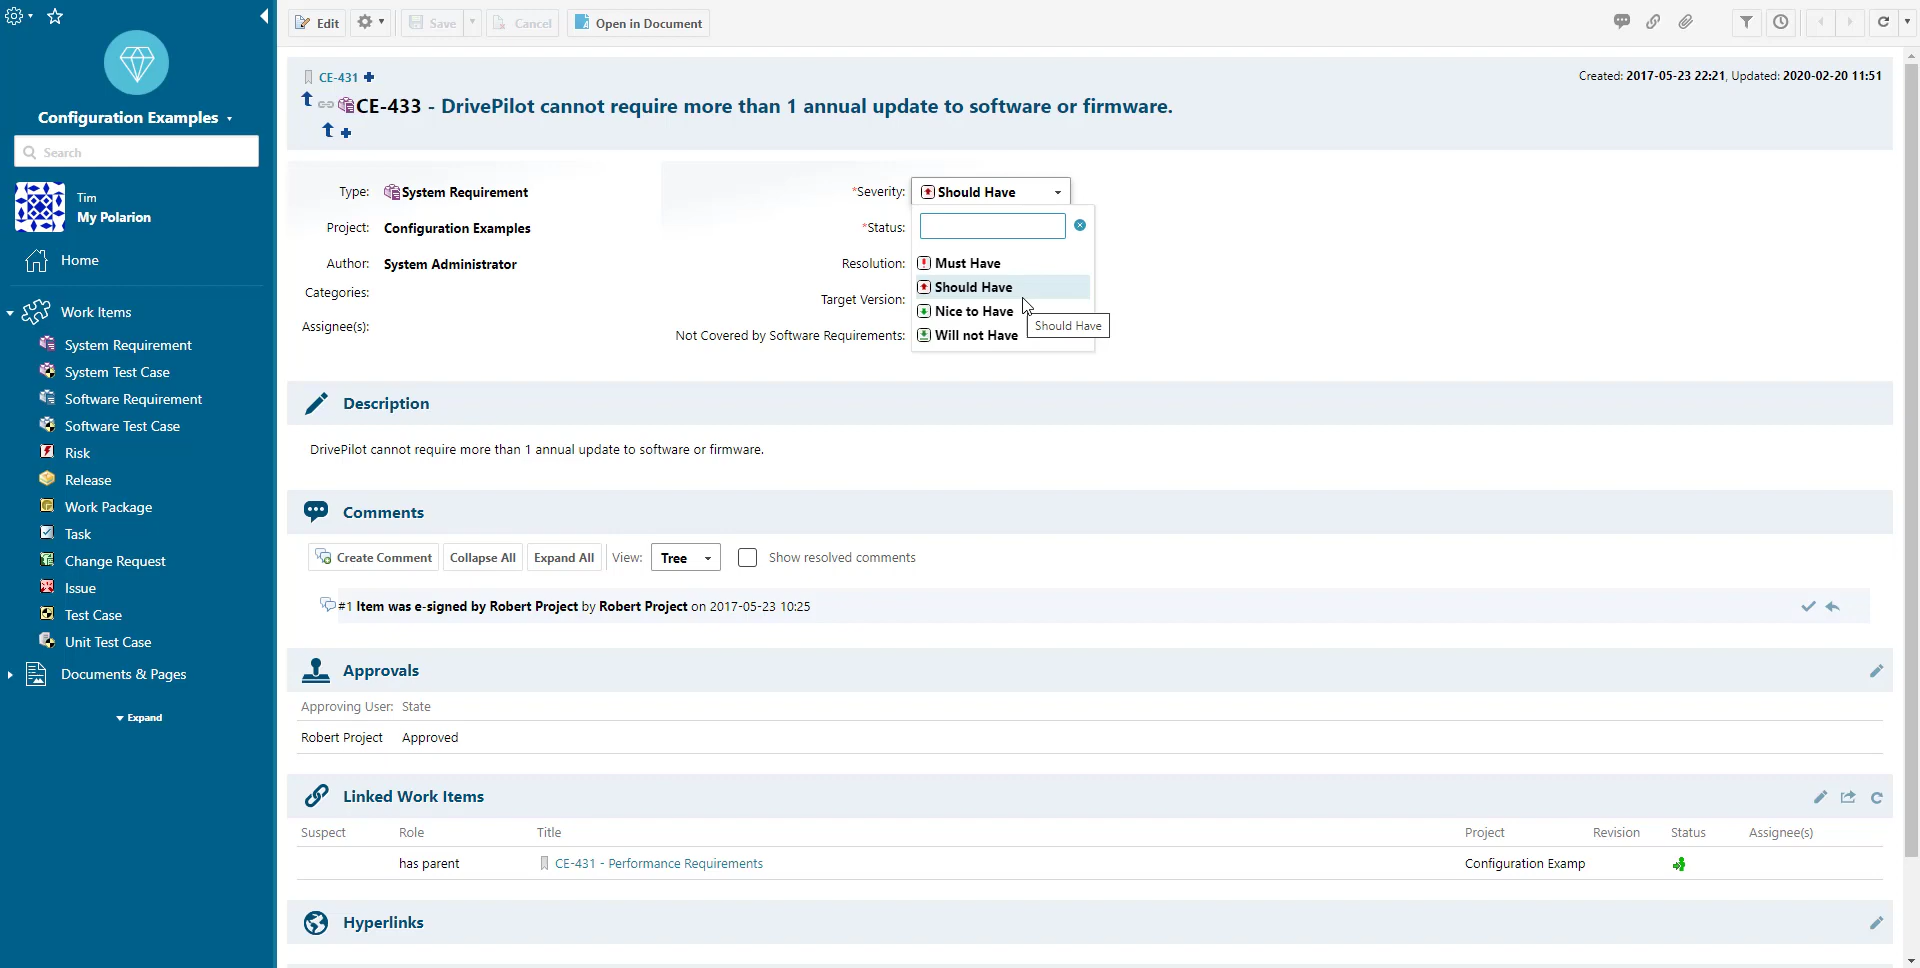 Edit
Save
Cancel
Open in Document
Configuration Examples
Search
Tim
My Polarion
Home
Work Items
System Requirement
System Test Case
Software Requirement
Software Test Case
Risk
Release
Work Package
Task
Change Request
Issue
Test Case
Unit Test Case
Documents & Pages
Expand
CE-431
Created: 2017-05-23 22:21, Updated: 2020-02-20 11:51
CE-433 - DrivePilot cannot require more than 1 annual update to software or firmware.
Type: System Requirement
Project: Configuration Examples
Author: System Administrator
Categories:
Assignee(s):
*Severity: Should Have
*Status:
Resolution:
Target Version:
Not Covered by Software Requirements:
Must Have
Should Have
Nice to Have
Will not Have
Should Have
Description
DrivePilot cannot require more than 1 annual update to software or firmware.
Comments
Create Comment Collapse All Expand All View: Tree Show resolved comments
#1 Item was e-signed by Robert Project by Robert Project on 2017-05-23 10:25
Approvals
Approving User: State
Robert Project Approved
Linked Work Items
Suspect Role Title Project Revision Status Assignee(s)
has parent CE-431 - Performance Requirements Configuration Examp
Hyperlinks